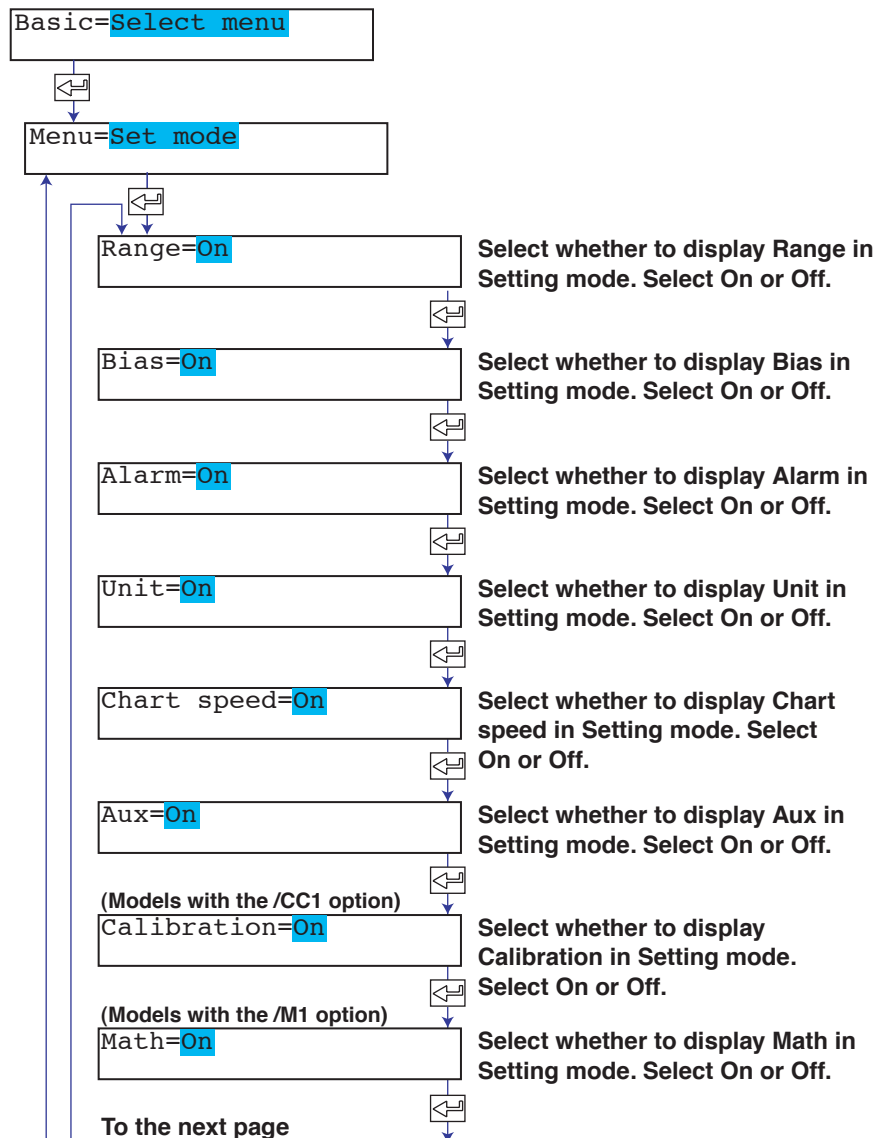 Basic=Select menu
Menu=Set mode
Range=On
Select whether to display Range in
Setting mode. Select On or Off.
Bias=On
Select whether to display Bias in
Setting mode. Select On or Off.
Alarm=On
Select whether to display Alarm in
Setting mode. Select On or Off.
Unit=On
Select whether to display Unit in
Setting mode. Select On or Off.
Chart speed=On
Select whether to display Chart
speed in Setting mode. Select
On or Off.
Aux=On
Select whether to display Aux in
Setting mode. Select On or Off.
(Models with the /CC1 option)
Calibration=On
Select whether to display
Calibration in Setting mode.
Select On or Off.
(Models with the /M1 option)
Math=On
Select whether to display Math in
Setting mode. Select On or Off.
To the next page